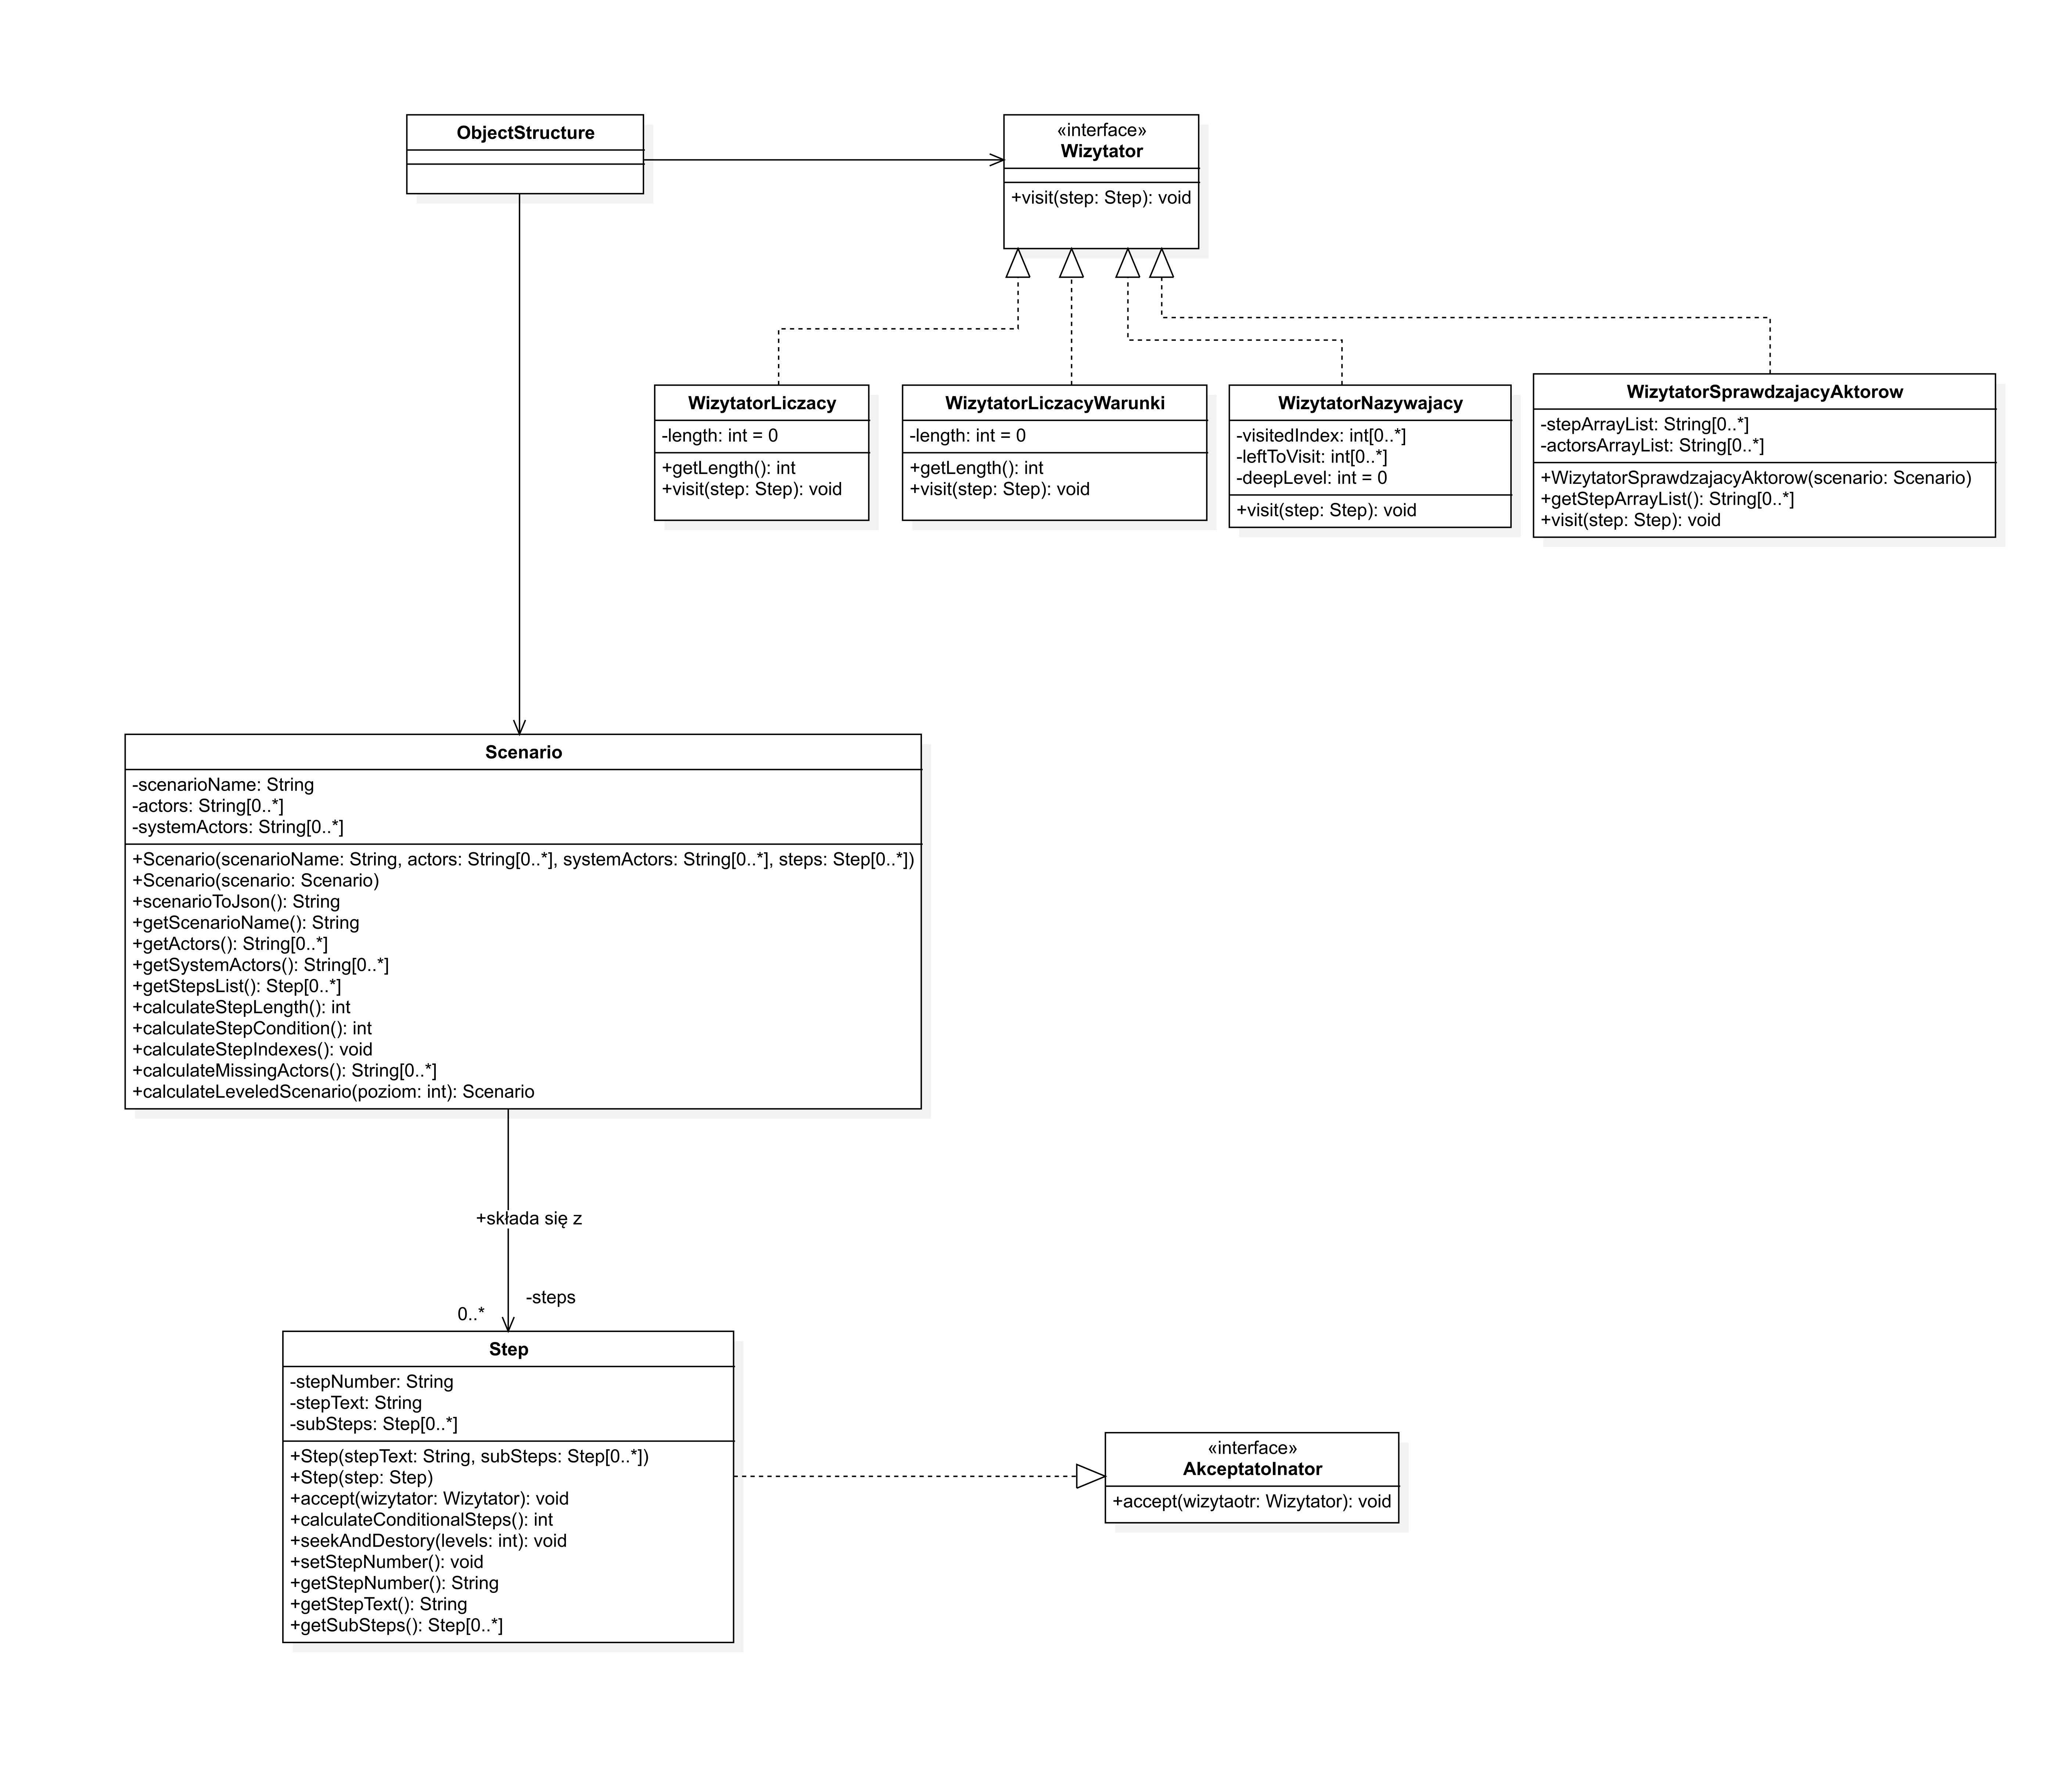 ObjectStructure
«interface»
Wizytator
+visit(step: Step): void
WizytatorLiczacy
-length: int = 0
+getLength(): int
+visit(step: Step): void
WizytatorLiczacyWarunki
-length: int = 0
+getLength(): int
+visit(step: Step): void
WizytatorNazywajacy
-visitedIndex: int[0..*]
-leftToVisit: int[0..*]
-deepLevel: int = 0
+visit(step: Step): void
WizytatorSprawdzajacyAktorow
-stepArrayList: String[0..*]
-actorsArrayList: String[0..*]
+WizytatorSprawdzajacyAktorow(scenario: Scenario)
+getStepArrayList(): String[0..*]
+visit(step: Step): void
Scenario
-scenarioName: String
-actors: String[0..*]
-systemActors: String[0..*]
+Scenario(scenarioName: String, actors: String[0..*], systemActors: String[0..*], steps: Step[0..*])
+Scenario(scenario: Scenario)
+scenarioToJson(): String
+getScenarioName(): String
+getActors(): String[0..*]
+getSystemActors(): String[0..*]
+getStepsList(): Step[0..*]
+calculateStepLength(): int
+calculateStepCondition(): int
+calculateStepIndexes(): void
+calculateMissingActors(): String[0..*]
+calculateLeveledScenario(poziom: int): Scenario
+składa się z
-steps
0..*
Step
-stepNumber: String
-stepText: String
-subSteps: Step[0..*]
+Step(stepText: String, subSteps: Step[0..*])
+Step(step: Step)
+accept(wizytator: Wizytator): void
+calculateConditionalSteps(): int
+seekAndDestory(levels: int): void
+setStepNumber(): void
+getStepNumber(): String
+getStepText(): String
+getSubSteps(): Step[0..*]
«interface»
AkceptatoInator
+accept(wizytaotr: Wizytator): void